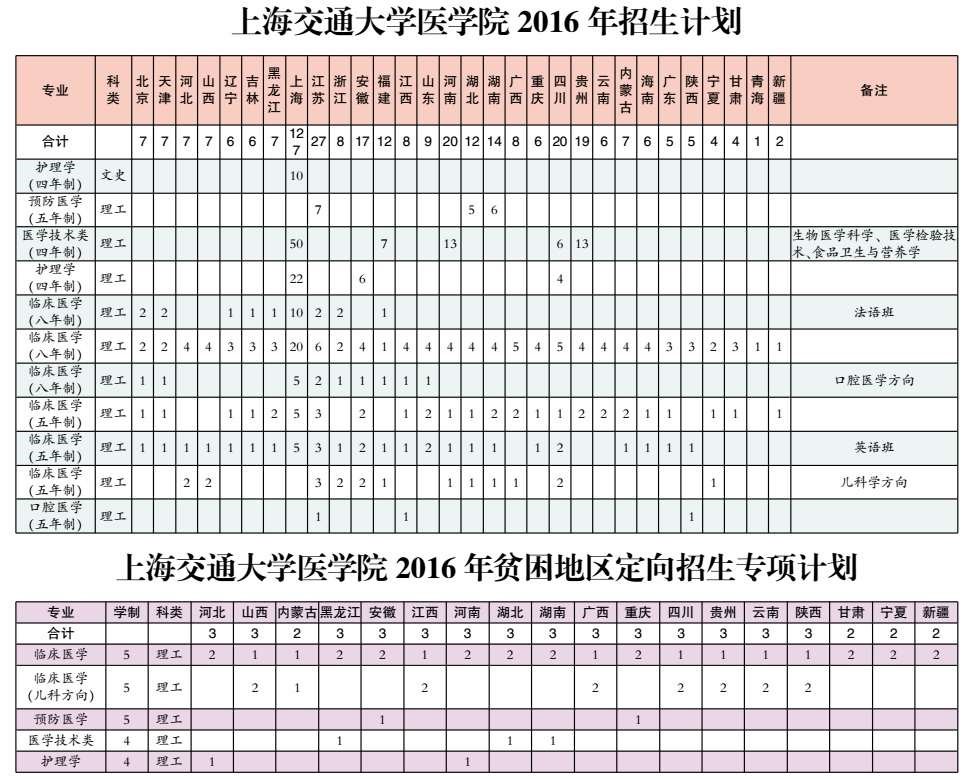 上海交通大学医学院 2016 年招生计划
专业 科类 北京 天津 河北 山西 辽宁 吉林 黑龙江 上海 江苏 浙江 安徽 福建 江西 山东 河南 湖北 湖南 广西 重庆 四川 贵州 云南 内蒙古 海南 广东 陕西 宁夏 甘肃 青海 新疆 备注
合计 7 7 7 7 6 6 7 127 27 8 17 12 8 9 20 12 14 8 6 20 19 6 7 6 5 5 4 4 1 2
护理学(四年制) 文史 10
预防医学(五年制) 理工 7 5 6
医学技术类(四年制) 理工 50 7 13 6 13 生物医学科学、医学检验技术、食品卫生与营养学
护理学(四年制) 理工 22 6 4
临床医学(八年制) 理工 2 2 1 1 1 10 2 2 1 法语班
临床医学(八年制) 理工 2 2 4 4 3 3 3 20 6 2 4 1 4 4 4 4 4 5 4 5 4 4 4 4 3 3 2 3 1 1
临床医学(八年制) 理工 1 1 5 2 1 1 1 1 1 口腔医学方向
临床医学(五年制) 理工 1 1 1 1 2 5 3 2 1 2 1 1 2 2 1 1 2 2 2 1 1 1 1 1
临床医学(五年制) 理工 1 1 1 1 1 1 1 5 3 1 2 1 1 2 1 1 1 1 2 1 1 1 1 英语班
临床医学(五年制) 理工 2 2 3 2 2 1 1 1 1 1 2 1 儿科学方向
口腔医学(五年制) 理工 1 1 1
上海交通大学医学院 2016 年贫困地区定向招生专项计划
专业 学制 科类 河北 山西 内蒙古 黑龙江 安徽 江西 河南 湖北 湖南 广西 重庆 四川 贵州 云南 陕西 甘肃 宁夏 新疆
合计 3 3 2 3 3 3 3 3 3 3 3 3 3 3 3 2 2 2
临床医学 5 理工 2 1 1 2 2 1 2 2 2 1 2 1 1 1 1 2 2 2
临床医学(儿科方向) 5 理工 2 1 2 2 2 2 2 2
预防医学 5 理工 1 1
医学技术类 4 理工 1 1 1
护理学 4 理工 1 1